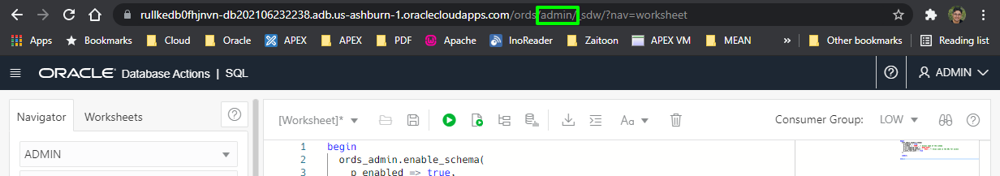 rullkedb0fhjnvn-db202106232238.adb.us-ashburn-1.oraclecloudapps.com/ords/admin/_sdw/?nav=worksheet
Cloud Oracle APEX APEX PDF Apache InoReader Zaitoon APEX VM MEAN » Other bookmarks Reading list
ORACLE Database Actions | SQL ADMIN
Navigator Worksheets [Worksheet]* Aa Consumer Group: LOW
ADMIN
1 begin
2 ords_admin.enable_schema(
3 p_enabled => true,